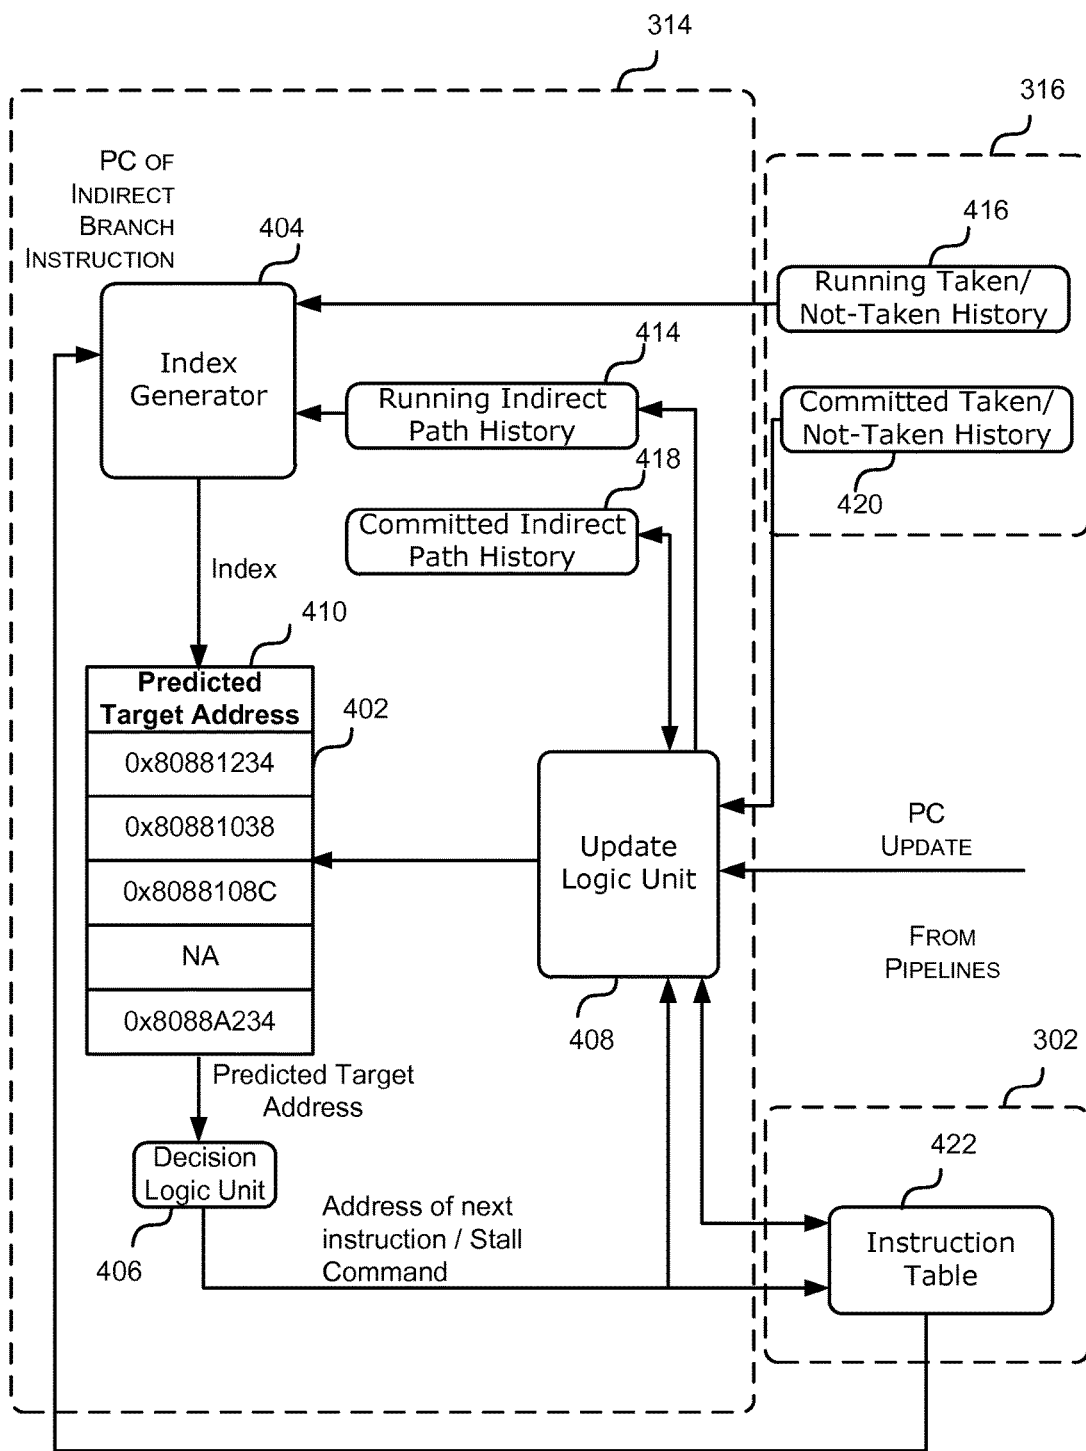 314
316
PC OF
INDIRECT
BRANCH
INSTRUCTION
404
416
Running Taken/
Not-Taken History
Index
Generator
414
Running Indirect
Path History
Committed Taken/
Not-Taken History
418
420
Committed Indirect
Path History
Index
410
Predicted
Target Address
402
0x80881234
0x80881038
0x8088108C
NA
0x8088A234
Update
Logic Unit
408
PC
UPDATE
FROM
PIPELINES
302
Predicted Target
Address
Decision
Logic Unit
406
Address of next
instruction / Stall
Command
422
Instruction
Table